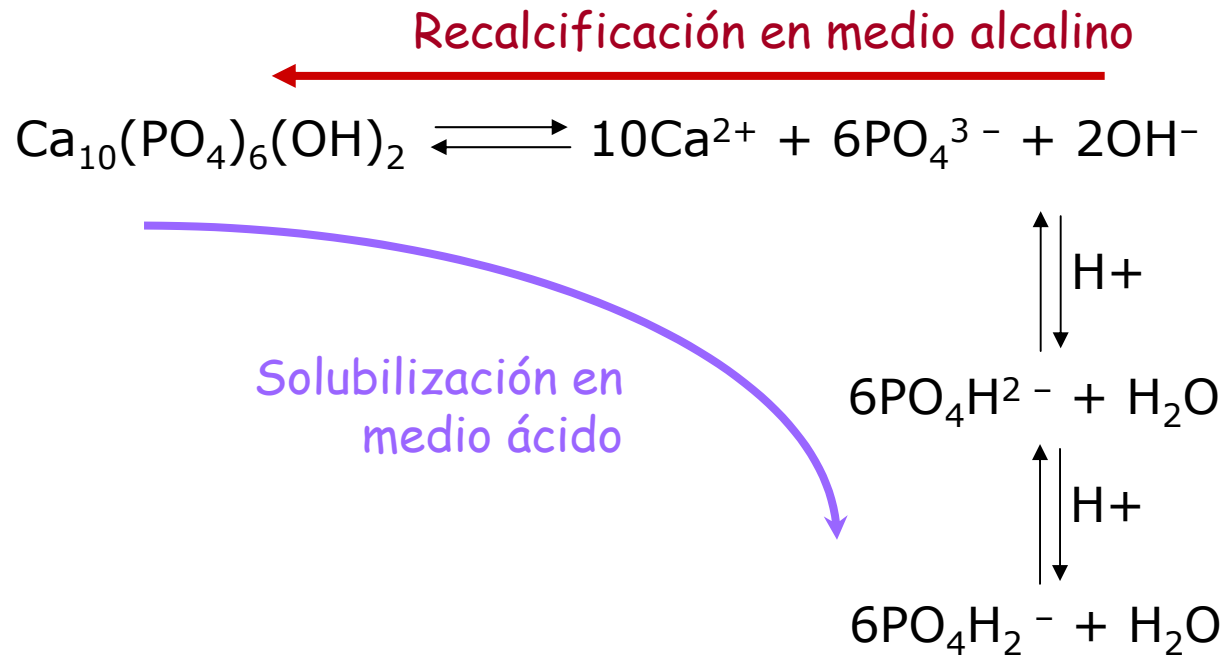 Recalcificación en medio alcalino
Ca₁₀(PO₄)₆(OH)₂ ⇌ 10Ca²⁺ + 6PO₄³⁻ + 2OH⁻
H+
Solubilización en
medio ácido
6PO₄H²⁻ + H₂O
H+
6PO₄H₂⁻ + H₂O